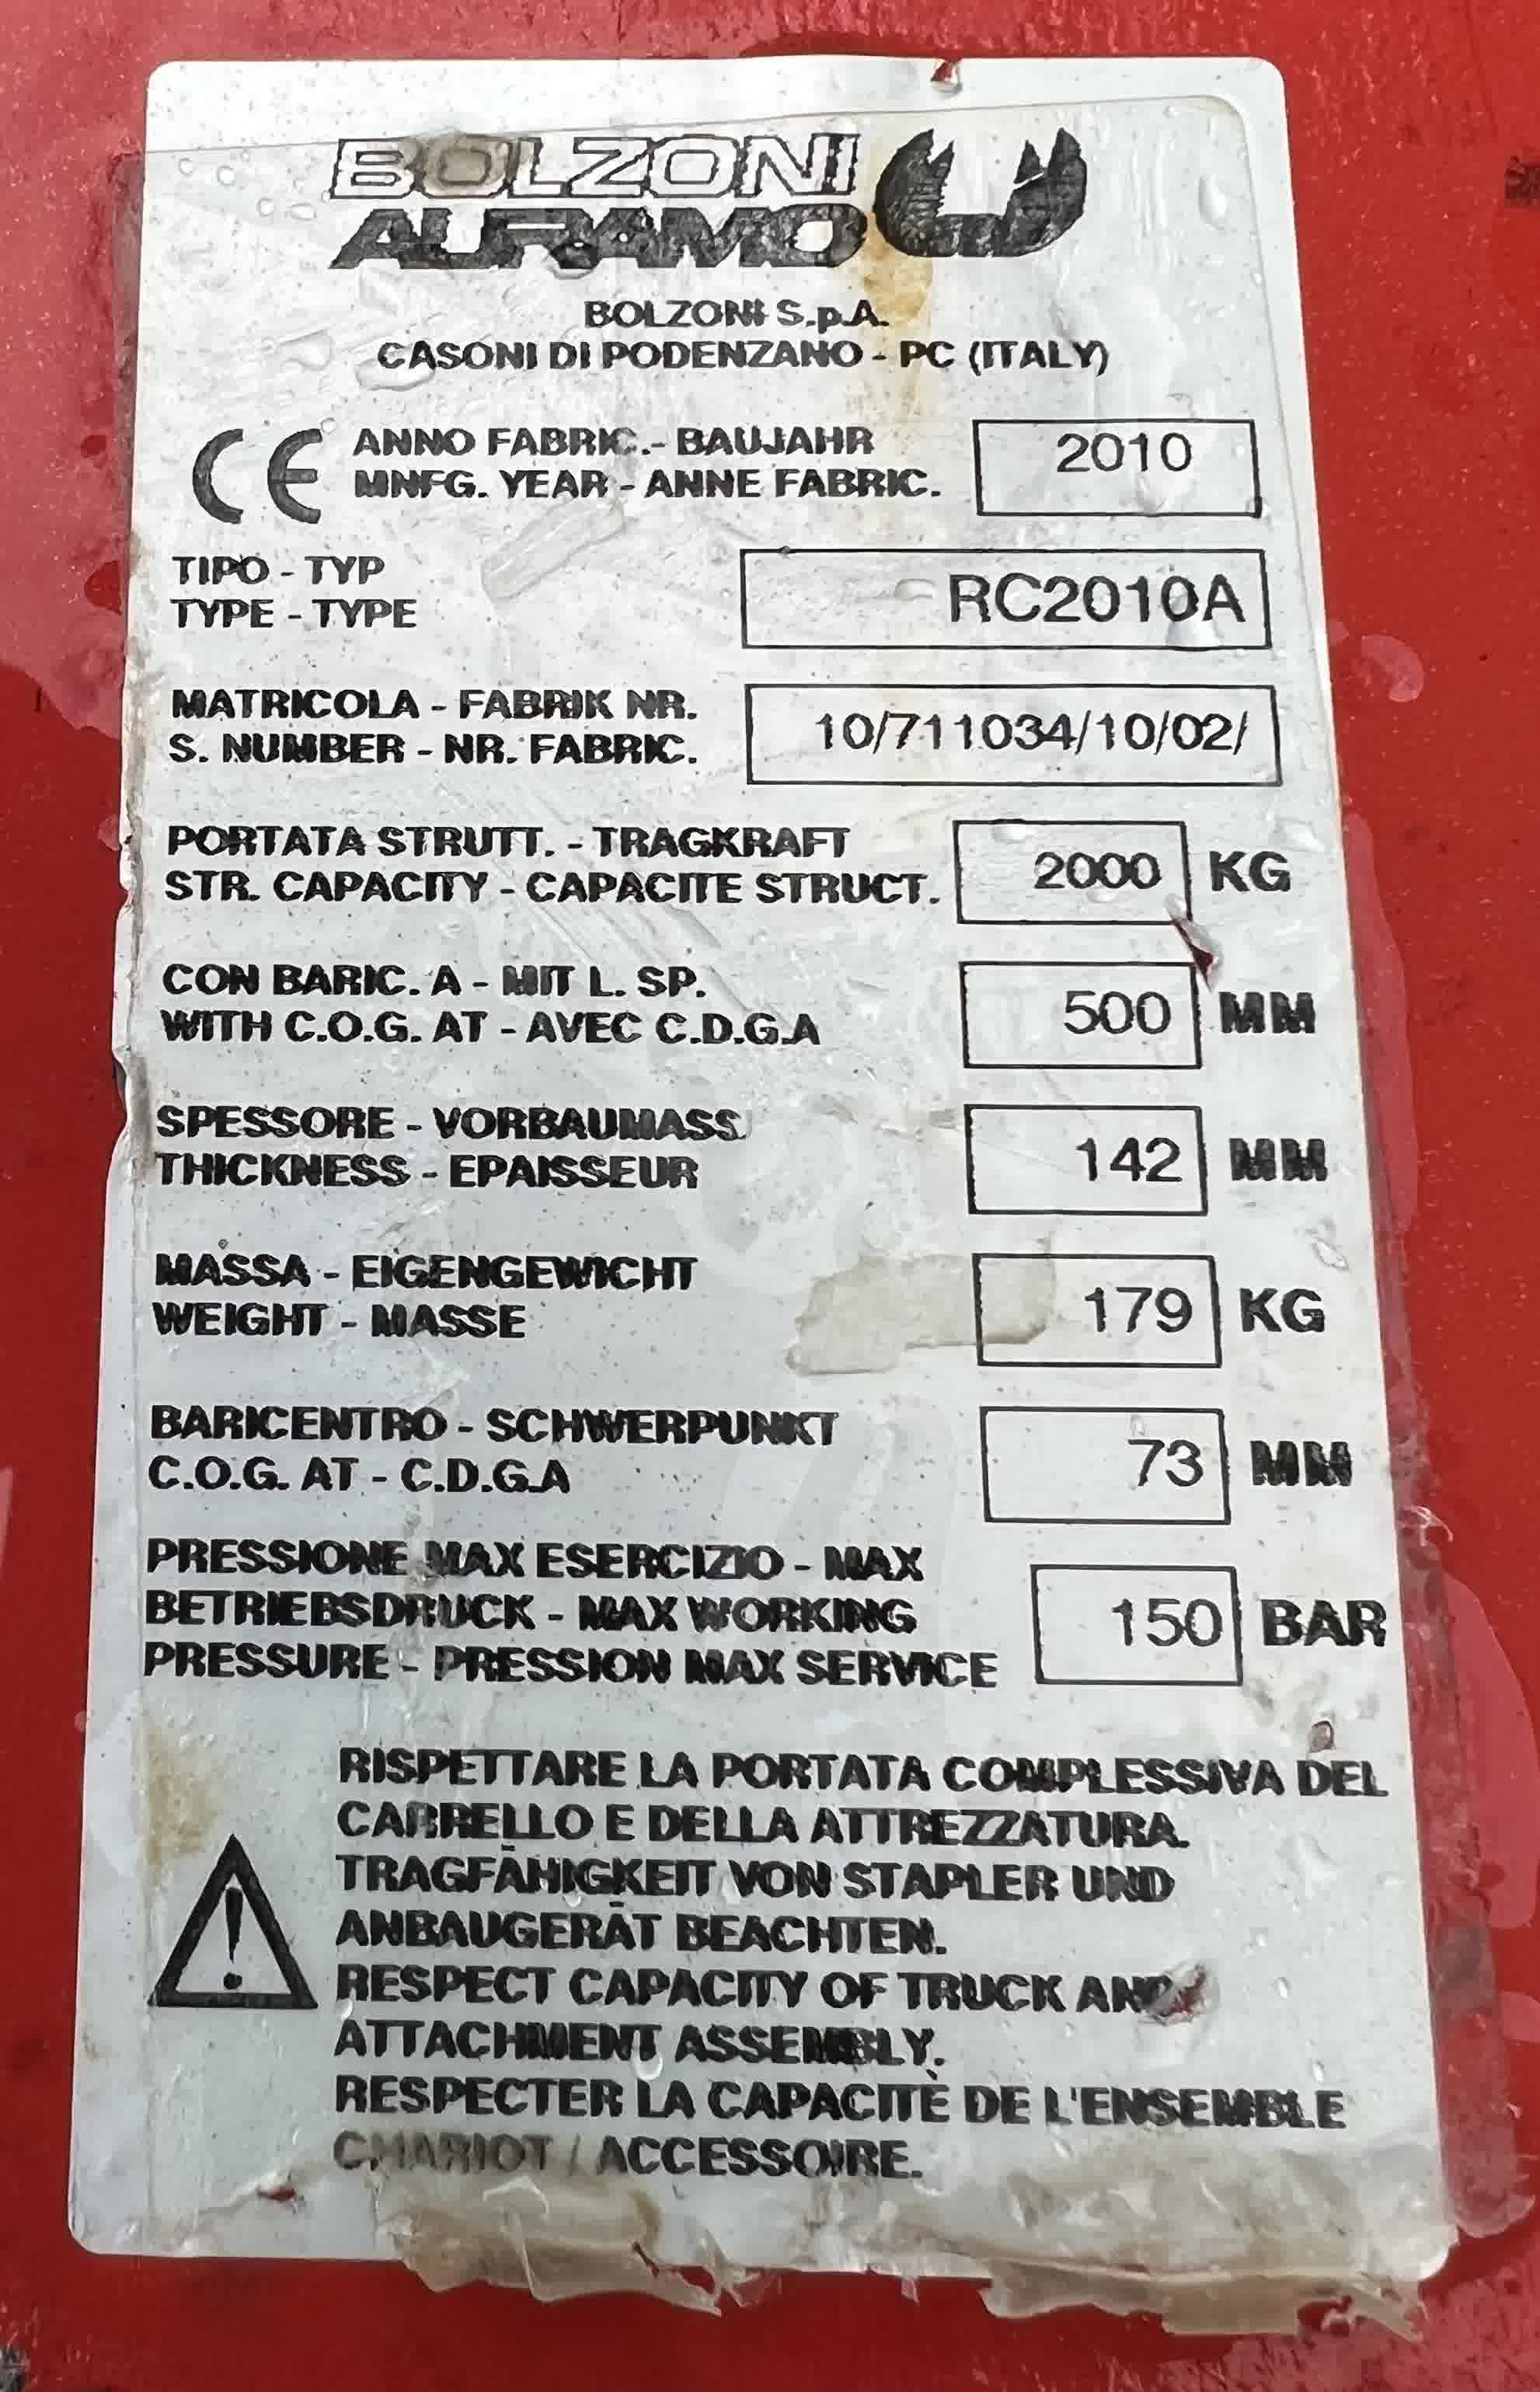 BOLZONI
AURAMO
BOLZONI S.p.A.
CASONI DI PODENZANO - PC (ITALY)
CE
ANNO FABRIC. - BAUJAHR
MNFG. YEAR - ANNE FABRIC.
2010
TIPO - TYP
TYPE - TYPE
RC2010A
MATRICOLA - FABRIK NR.
S. NUMBER - NR. FABRIC.
10/711034/10/02/
PORTATA STRUTT. - TRAGKRAFT
STR. CAPACITY - CAPACITE STRUCT.
2000 KG
CON BARIC. A - MIT L. SP.
WITH C.O.G. AT - AVEC C.D.G.A
500 MM
SPESSORE - VORBAUMASS
THICKNESS - EPAISSEUR
142 MM
MASSA - EIGENGEWICHT
WEIGHT - MASSE
179 KG
BARICENTRO - SCHWERPUNKT
C.O.G. AT - C.D.G.A
73 MM
PRESSIONE MAX ESERCIZIO - MAX
BETRIEBSDRUCK - MAX WORKING
PRESSURE - PRESSION MAX SERVICE
150 BAR
RISPETTARE LA PORTATA COMPLESSIVA DEL
CARRELLO E DELLA ATTREZZATURA.
TRAGFÄHIGKEIT VON STAPLER UND
ANBAUGERÄT BEACHTEN.
RESPECT CAPACITY OF TRUCK AND
ATTACHMENT ASSEMBLY.
RESPECTER LA CAPACITÈ DE L'ENSEMBLE
CHARIOT / ACCESSOIRE.